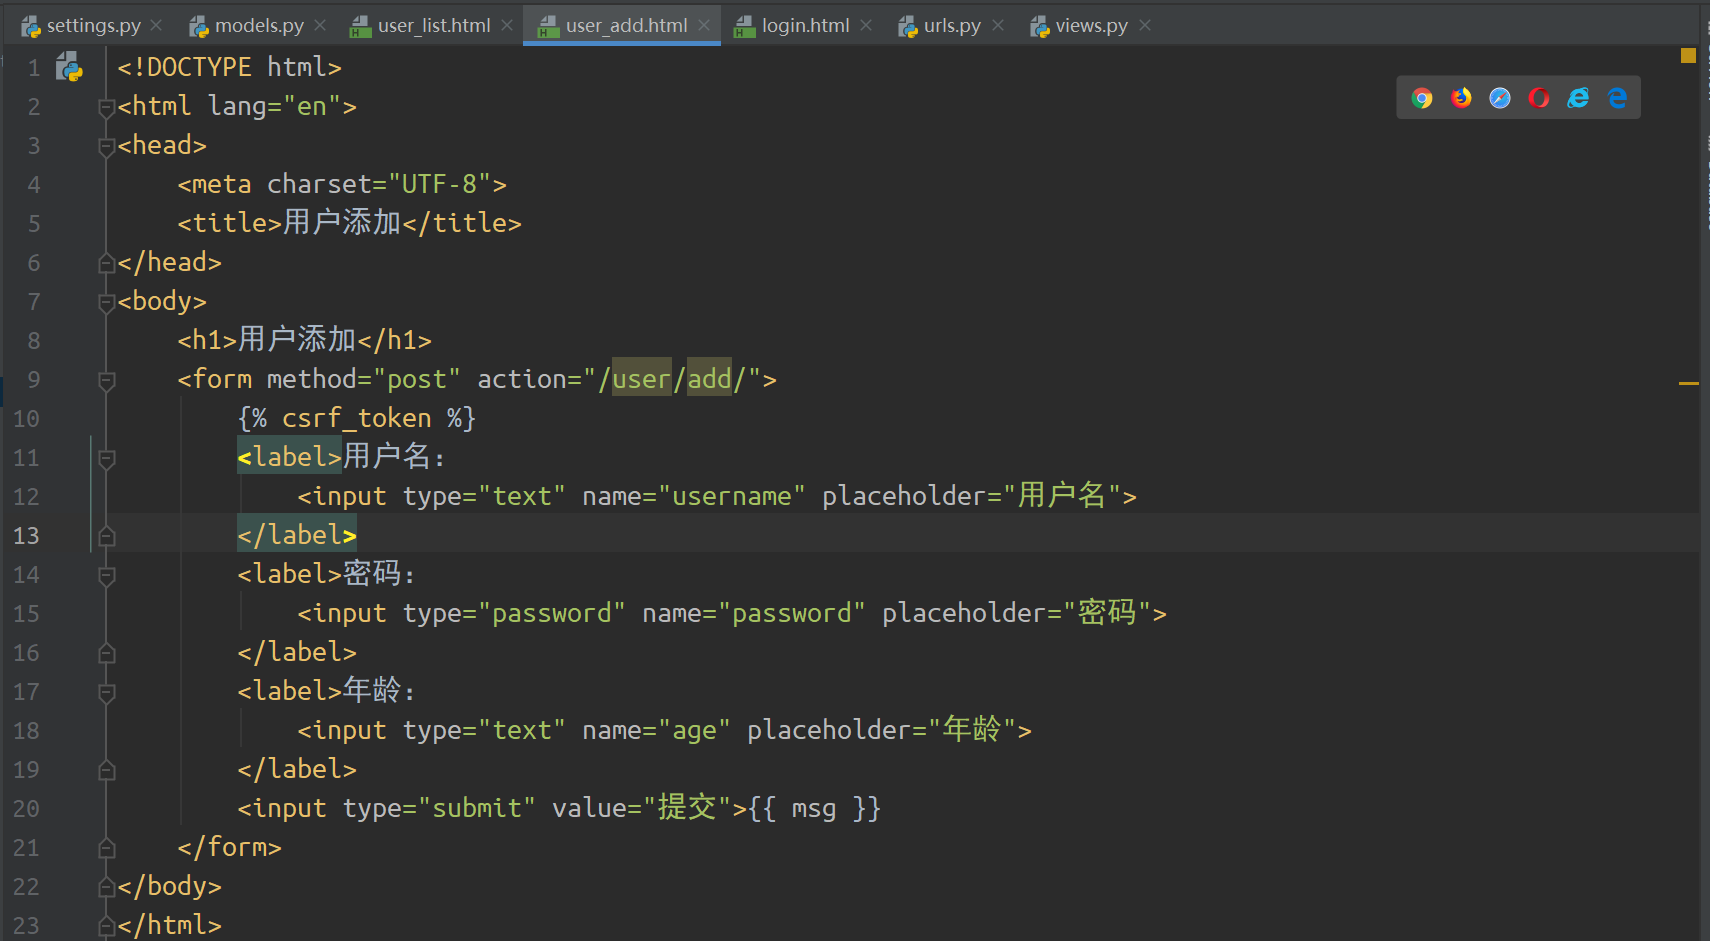 settings.py models.py user_list.html user_add.html login.html urls.py views.py
1 <!DOCTYPE html>
2 <html lang="en">
3 <head>
4 <meta charset="UTF-8">
5 <title>用户添加</title>
6 </head>
7 <body>
8 <h1>用户添加</h1>
9 <form method="post" action="/user/add/">
10 {% csrf_token %}
11 <label>用户名：
12 <input type="text" name="username" placeholder="用户名">
13 </label>
14 <label>密码：
15 <input type="password" name="password" placeholder="密码">
16 </label>
17 <label>年龄：
18 <input type="text" name="age" placeholder="年龄">
19 </label>
20 <input type="submit" value="提交">{{ msg }}
21 </form>
22 </body>
23 </html>